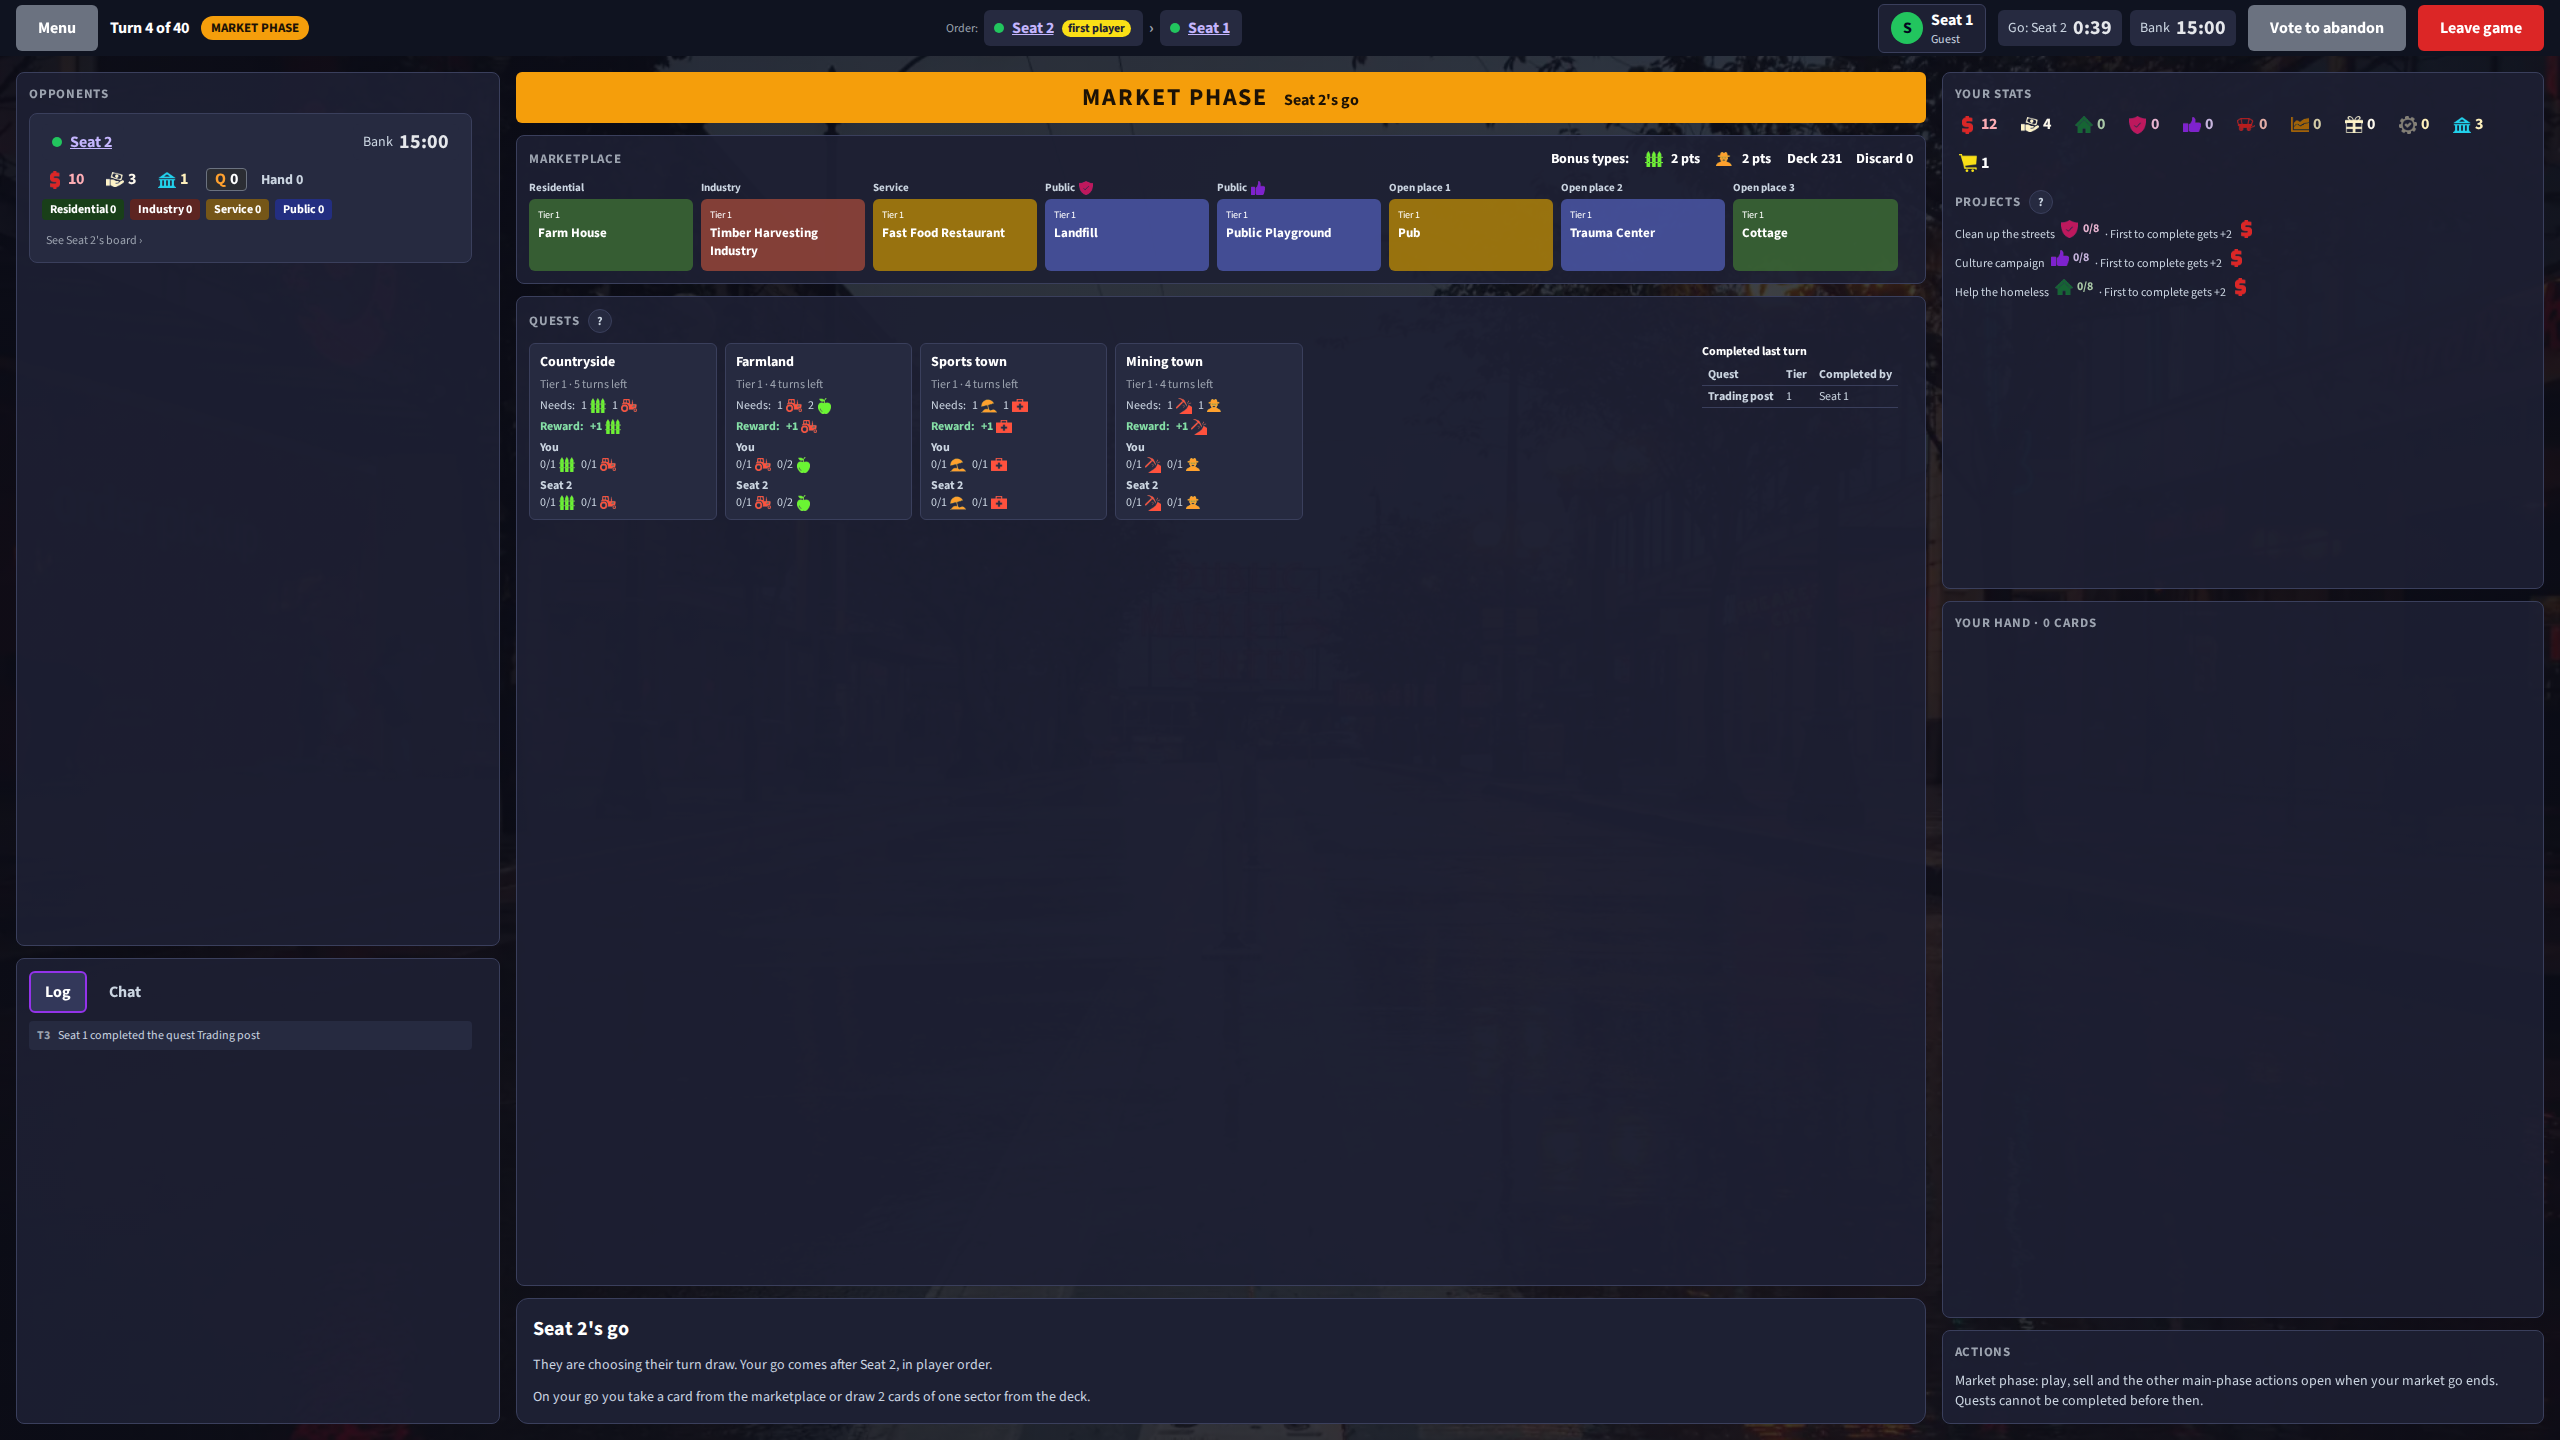 Menu
Turn 4 of 40
MARKET PHASE
Order:
Seat 2
first player
›
Seat 1
S
Seat 1
Guest
Go: Seat 2 0:39
Bank 15:00
Vote to abandon
Leave game
OPPONENTS
Seat 2
Bank 15:00
10 3 1 Q 0 Hand 0
Residential 0 Industry 0 Service 0 Public 0
See Seat 2's board ›
Log
Chat
T3 Seat 1 completed the quest Trading post
MARKET PHASE Seat 2's go
MARKETPLACE
Bonus types: 2 pts 2 pts Deck 231 Discard 0
Residential
Tier 1
Farm House
Industry
Tier 1
Timber Harvesting
Industry
Service
Tier 1
Fast Food Restaurant
Public
Tier 1
Landfill
Public
Tier 1
Public Playground
Open place 1
Tier 1
Pub
Open place 2
Tier 1
Trauma Center
Open place 3
Tier 1
Cottage
QUESTS ?
Countryside
Tier 1 · 5 turns left
Needs: 1 1
Reward: +1
You
0/1 0/1
Seat 2
0/1 0/1
Farmland
Tier 1 · 4 turns left
Needs: 1 2
Reward: +1
You
0/1 0/2
Seat 2
0/1 0/2
Sports town
Tier 1 · 4 turns left
Needs: 1 1
Reward: +1
You
0/1 0/1
Seat 2
0/1 0/1
Mining town
Tier 1 · 4 turns left
Needs: 1 1
Reward: +1
You
0/1 0/1
Seat 2
0/1 0/1
Completed last turn
Quest Tier Completed by
Trading post 1 Seat 1
Seat 2's go
They are choosing their turn draw. Your go comes after Seat 2, in player order.
On your go you take a card from the marketplace or draw 2 cards of one sector from the deck.
YOUR STATS
12 4 0 0 0 0 0 0 0 3
1
PROJECTS ?
Clean up the streets 0/8 · First to complete gets +2
Culture campaign 0/8 · First to complete gets +2
Help the homeless 0/8 · First to complete gets +2
YOUR HAND · 0 CARDS
ACTIONS
Market phase: play, sell and the other main-phase actions open when your market go ends.
Quests cannot be completed before then.